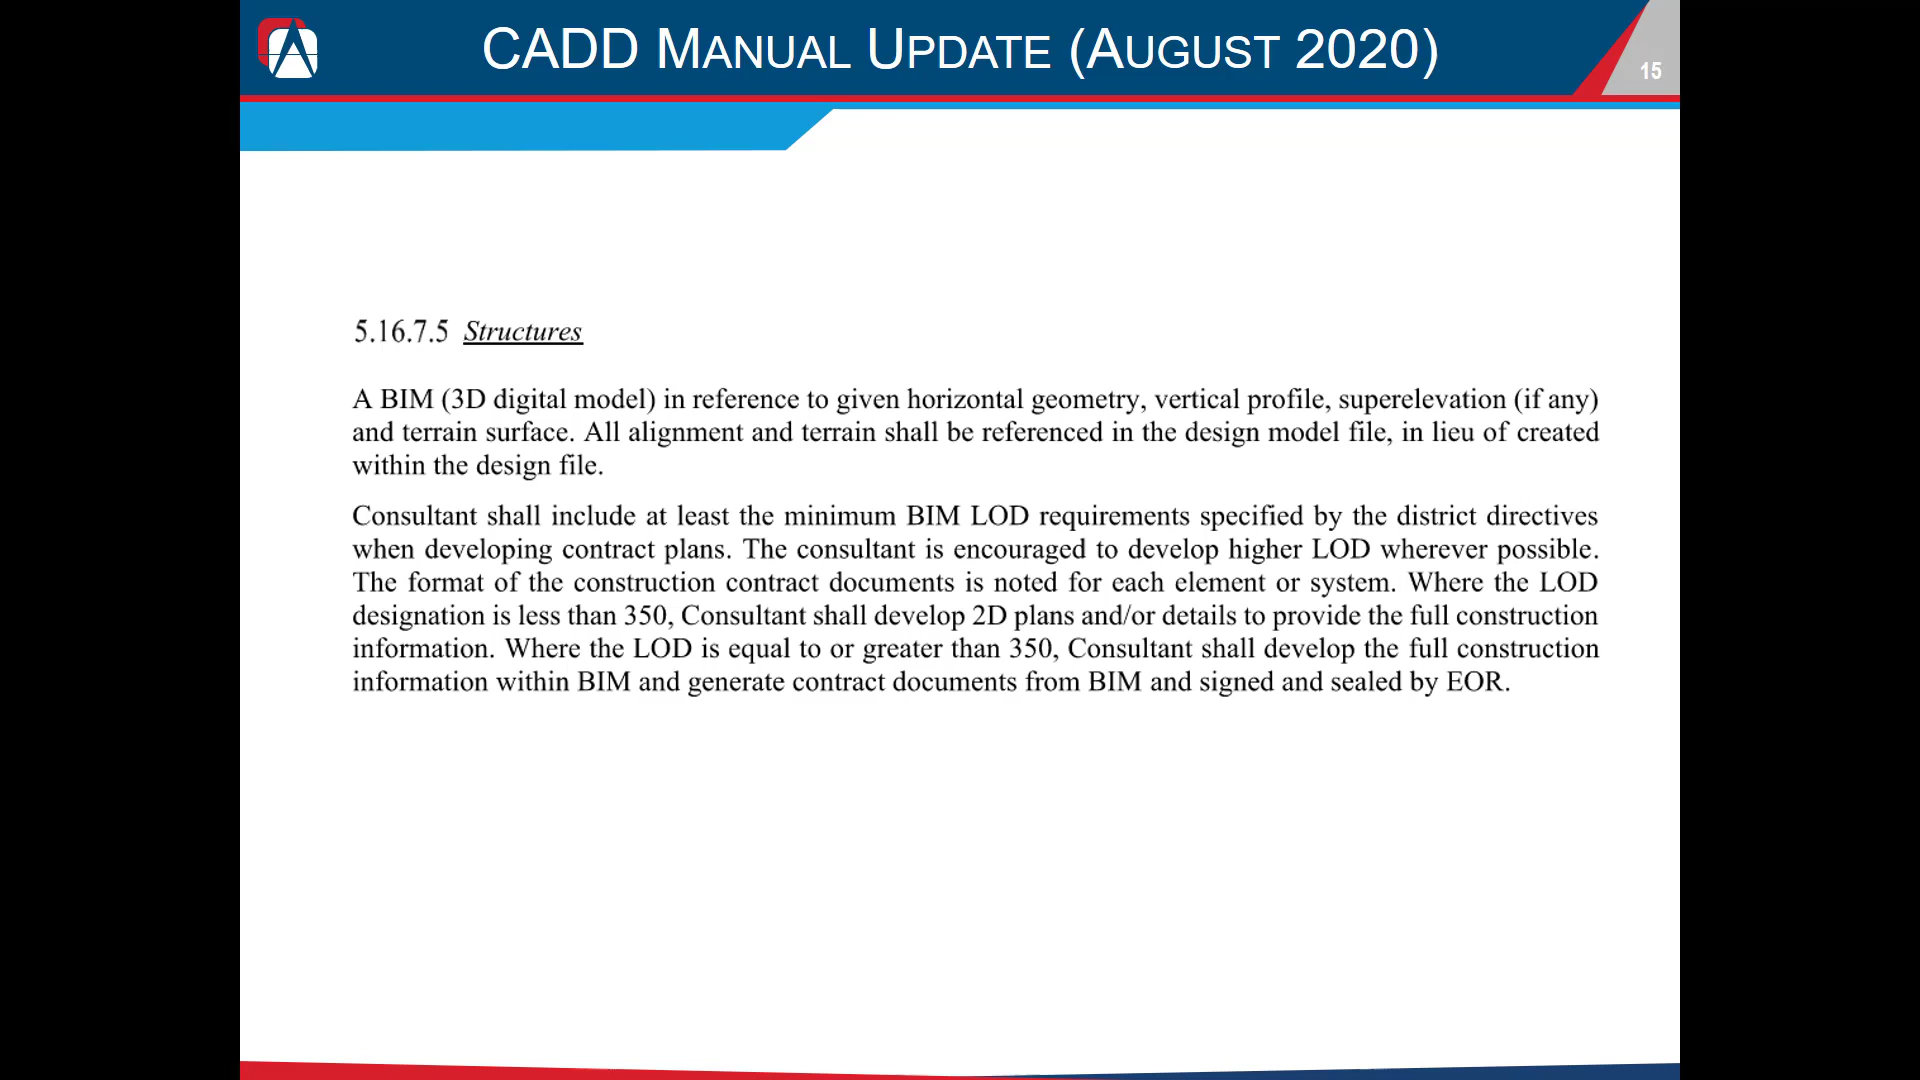 CADD MANUAL UPDATE (AUGUST 2020)
15
5.16.7.5 Structures
A BIM (3D digital model) in reference to given horizontal geometry, vertical profile, superelevation (if any)
and terrain surface. All alignment and terrain shall be referenced in the design model file, in lieu of created
within the design file.
Consultant shall include at least the minimum BIM LOD requirements specified by the district directives
when developing contract plans. The consultant is encouraged to develop higher LOD wherever possible.
The format of the construction contract documents is noted for each element or system. Where the LOD
designation is less than 350, Consultant shall develop 2D plans and/or details to provide the full construction
information. Where the LOD is equal to or greater than 350, Consultant shall develop the full construction
information within BIM and generate contract documents from BIM and signed and sealed by EOR.